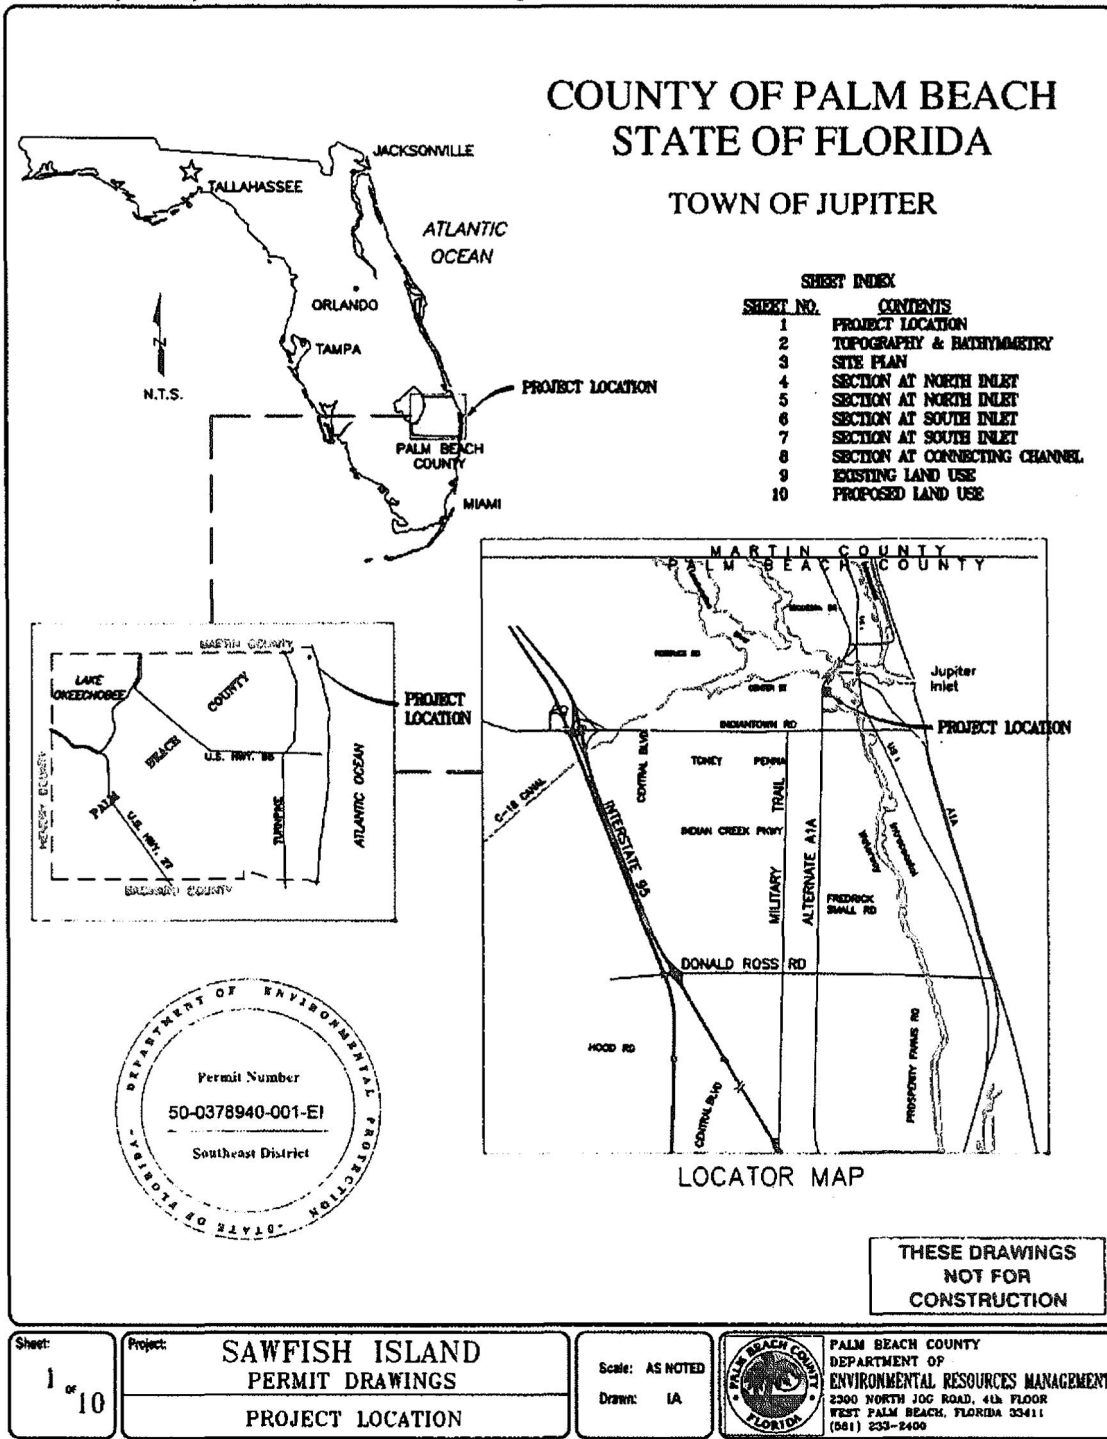 COUNTY OF PALM BEACH
STATE OF FLORIDA
TOWN OF JUPITER
JACKSONVILLE
TALLAHASSEE
ATLANTIC
OCEAN
ORLANDO
TAMPA
N
N.T.S.
PROJECT LOCATION
PALM BEACH
COUNTY
MIAMI
SHEET INDEX
SHEET NO. CONTENTS
1 PROJECT LOCATION
2 TOPOGRAPHY & BATHYMMETRY
3 SITE PLAN
4 SECTION AT NORTH INLET
5 SECTION AT NORTH INLET
6 SECTION AT SOUTH INLET
7 SECTION AT SOUTH INLET
8 SECTION AT CONNECTING CHANNEL
9 EXISTING LAND USE
10 PROPOSED LAND USE
MARTIN COUNTY
LAKE
OKEECHOBEE
COUNTY
BEACH
PALM
U.S. HWY. 98
U.S. HWY. 27
TURNPIKE
ATLANTIC OCEAN
HENDRY COUNTY
BROWARD COUNTY
PROJECT
LOCATION
MARTIN COUNTY
PALM BEACH COUNTY
US 1
Jupiter
Inlet
CENTER ST
PROJECT LOCATION
INDIANTOWN RD
CENTRAL BLVD
TONEY PENNA
US 1
A1A
C-18 CANAL
INTERSTATE 95
INDIAN CREEK PKWY
MILITARY TRAIL
ALTERNATE A1A
FREDRICK
SMALL RD
Intracoastal
Waterway
DONALD ROSS RD
HOOD RD
CENTRAL BLVD
PROSPERITY FARMS RD
LOCATOR MAP
DEPARTMENT OF ENVIRONMENTAL PROTECTION
Permit Number
50-0378940-001-EI
Southeast District
-STATE OF FLORIDA-
THESE DRAWINGS
NOT FOR
CONSTRUCTION
Sheet:
1 of 10
Project:
SAWFISH ISLAND
PERMIT DRAWINGS
PROJECT LOCATION
Scale: AS NOTED
Drawn: IA
PALM BEACH COUNTY
FLORIDA
PALM BEACH COUNTY
DEPARTMENT OF
ENVIRONMENTAL RESOURCES MANAGEMENT
2300 NORTH JOG ROAD, 4th FLOOR
WEST PALM BEACH, FLORIDA 33411
(561) 233-2400